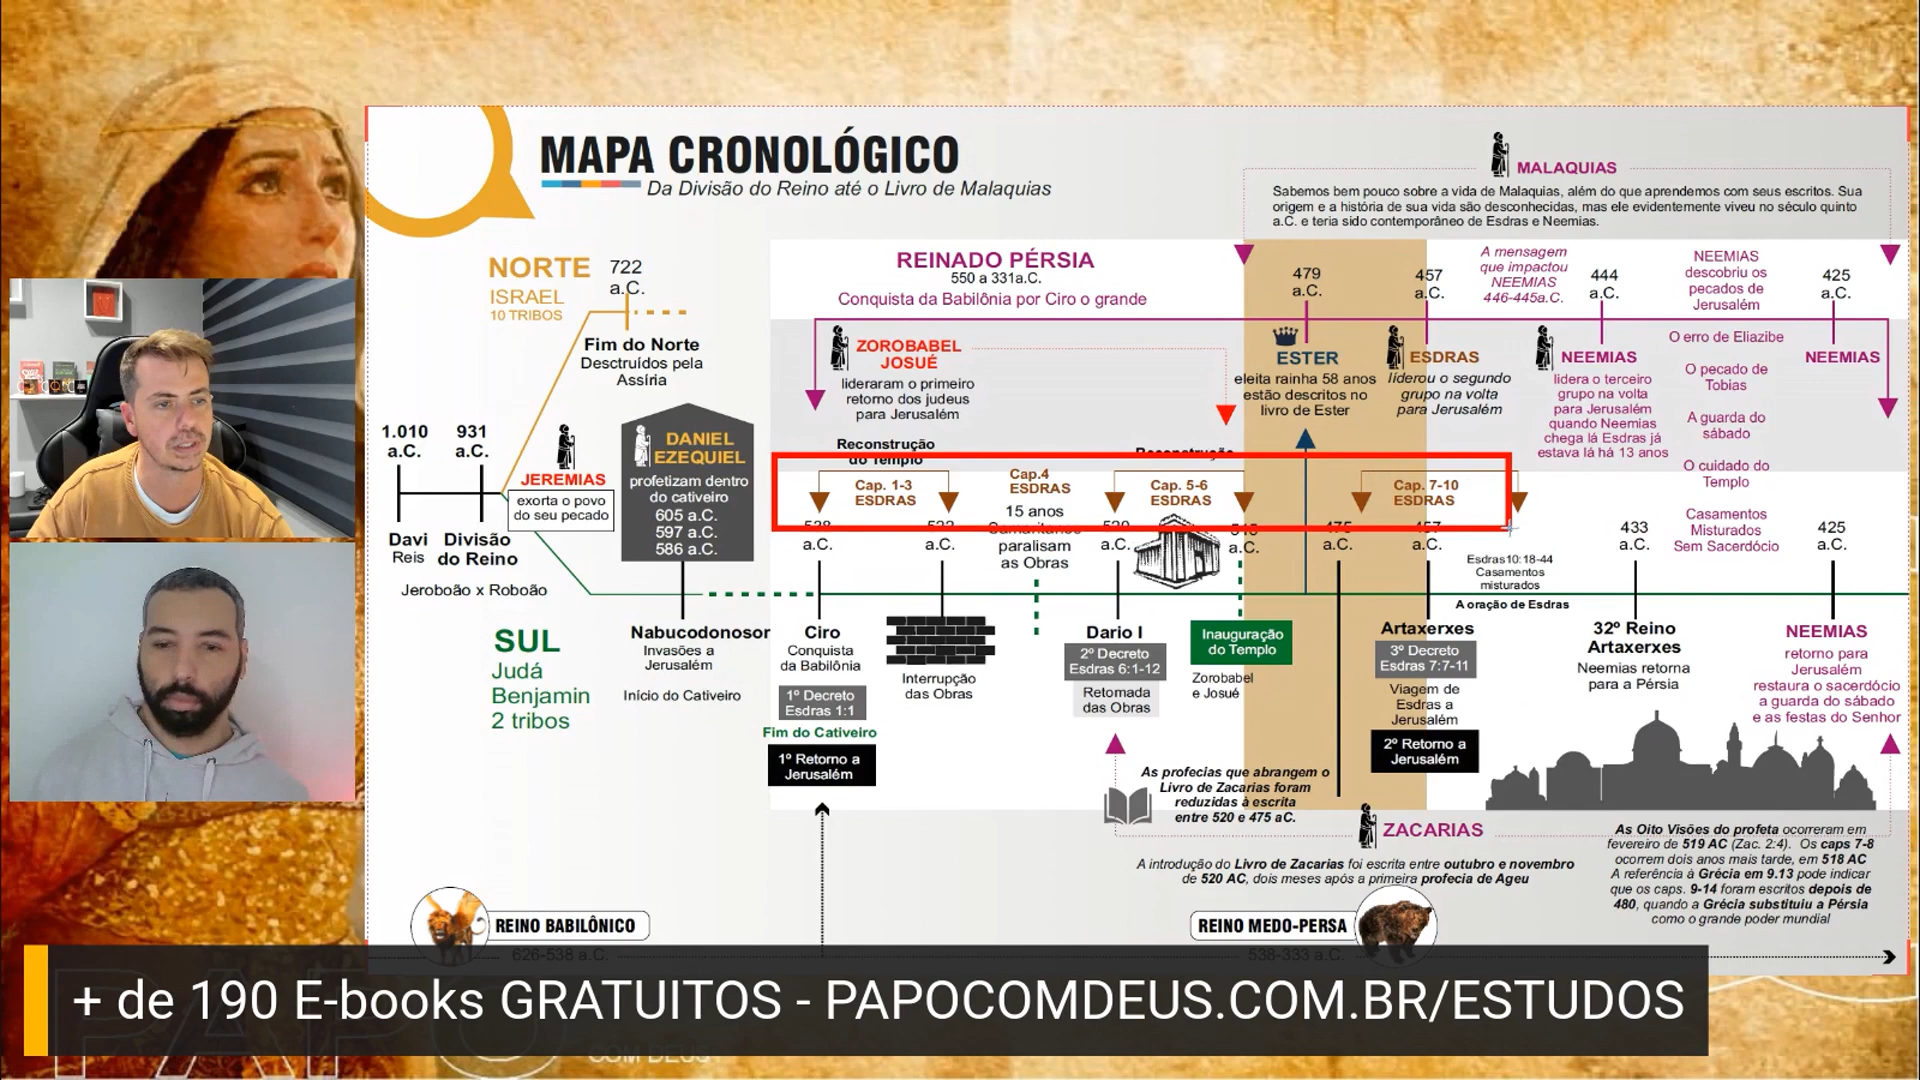 MAPA CRONOLÓGICO
Da Divisão do Reino até o Livro de Malaquias
MALAQUIAS
Sabemos bem pouco sobre a vida de Malaquias, além do que aprendemos com seus escritos. Sua
origem e a história de sua vida são desconhecidas, mas ele evidentemente viveu no século quinto
a.C. e teria sido contemporâneo de Esdras e Neemias.
NORTE
ISRAEL
10 TRIBOS
722
a.C.
Fim do Norte
Desctruídos pela
Assíria
REINADO PÉRSIA
550 a 331a.C.
Conquista da Babilônia por Ciro o grande
479
a.C.
457
a.C.
A mensagem
que impactou
NEEMIAS
446-445a.C.
444
a.C.
NEEMIAS
descobriu os
pecados de
Jerusalém
O erro de Eliazibe
O pecado de
Tobias
A guarda do
sábado
O cuidado do
Templo
Casamentos
Misturados
Sem Sacerdócio
425
a.C.
NEEMIAS
ZOROBABEL
JOSUÉ
lideraram o primeiro
retorno dos judeus
para Jerusalém
ESTER
eleita rainha 58 anos
estão descritos no
livro de Ester
ESDRAS
líderou o segundo
grupo na volta
para Jerusalém
NEEMIAS
lidera o terceiro
grupo na volta
para Jerusalém
quando Neemias
chega lá Esdras já
estava lá há 13 anos
1.010
a.C.
931
a.C.
Davi
Reis
Divisão
do Reino
Jeroboão x Roboão
JEREMIAS
exorta o povo
do seu pecado
DANIEL
EZEQUIEL
profetizam dentro
do cativeiro
605 a.C.
597 a.C.
586 a.C.
Reconstrução
do Templo
Reconstrução
Cap. 1-3
ESDRAS
Cap.4
ESDRAS
15 anos
Samaritanos
paralisam
as Obras
Cap. 5-6
ESDRAS
Cap. 7-10
ESDRAS
538
a.C.
a.C.
a.C.
a.C.
475
a.C.
457
a.C.
Esdras10:18-44
Casamentos
misturados
A oração de Esdras
433
a.C.
425
a.C.
SUL
Judá
Benjamin
2 tribos
Nabucodonosor
Invasões a
Jerusalém
Início do Cativeiro
Ciro
Conquista
da Babilônia
1º Decreto
Esdras 1:1
Fim do Cativeiro
1º Retorno a
Jerusalém
Interrupção
das Obras
Dario I
2º Decreto
Esdras 6:1-12
Retomada
das Obras
Inauguração
do Templo
Zorobabel
e Josué
Artaxerxes
3º Decreto
Esdras 7:7-11
Viagem de
Esdras a
Jerusalém
2º Retorno a
Jerusalém
32º Reino
Artaxerxes
Neemias retorna
para a Pérsia
NEEMIAS
retorno para
Jerusalém
restaura o sacerdócio
a guarda do sábado
e as festas do Senhor
As profecias que abrangem o
Livro de Zacarias foram
reduzidas à escrita
entre 520 e 475 aC.
ZACARIAS
A introdução do Livro de Zacarias foi escrita entre outubro e novembro
de 520 AC, dois meses após a primeira profecia de Ageu
As Oito Visões do profeta ocorreram em
fevereiro de 519 AC (Zac. 2:4). Os caps 7-8
ocorrem dois anos mais tarde, em 518 AC
A referência à Grécia em 9.13 pode indicar
que os caps. 9-14 foram escritos depois de
480, quando a Grécia substituiu a Pérsia
como o grande poder mundial
REINO BABILÔNICO
626-538 a.C.
REINO MEDO-PERSA
538-333 a.C.
+ de 190 E-books GRATUITOS - PAPOCOMDEUS.COM.BR/ESTUDOS
COM DEUS